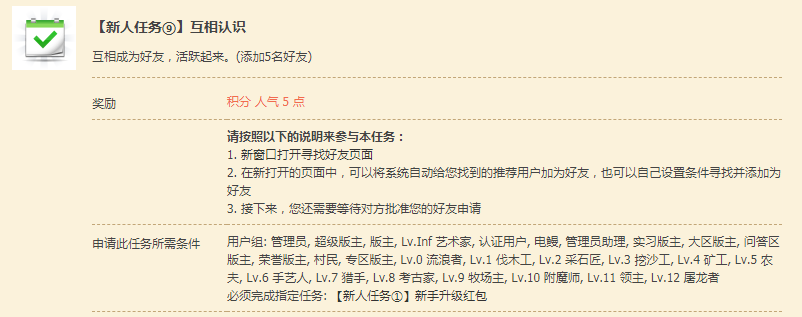 【新人任务⑨】互相认识
互相成为好友，活跃起来。(添加5名好友)
奖励
积分 人气 5 点
请按照以下的说明来参与本任务：
1. 新窗口打开寻找好友页面
2. 在新打开的页面中，可以将系统自动给您找到的推荐用户加为好友，也可以自己设置条件寻找并添加为
好友
3. 接下来，您还需要等待对方批准您的好友申请
申请此任务所需条件
用户组: 管理员, 超级版主, 版主, Lv.Inf 艺术家, 认证用户, 电鳗, 管理员助理, 实习版主, 大区版主, 问答区
版主, 荣誉版主, 村民, 专区版主, Lv.0 流浪者, Lv.1 伐木工, Lv.2 采石匠, Lv.3 挖沙工, Lv.4 矿工, Lv.5 农
夫, Lv.6 手艺人, Lv.7 猎手, Lv.8 考古家, Lv.9 牧场主, Lv.10 附魔师, Lv.11 领主, Lv.12 屠龙者
必须完成指定任务: 【新人任务①】新手升级红包